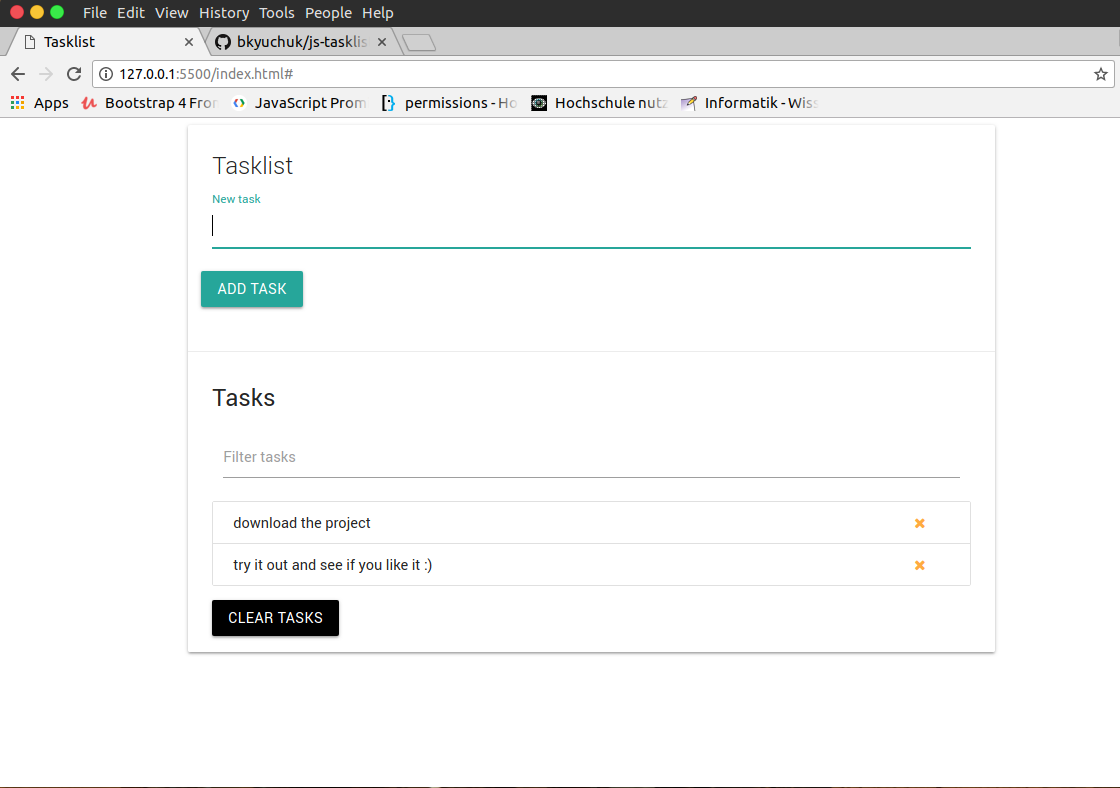 File Edit View History Tools People Help
Tasklist bkyuchuk/js-tasklis
127.0.0.1:5500/index.html#
Apps Bootstrap 4 Fron JavaScript Prom permissions - Ho Hochschule nutz Informatik - Wiss
Tasklist
New task
ADD TASK
Tasks
Filter tasks
download the project
try it out and see if you like it :)
CLEAR TASKS